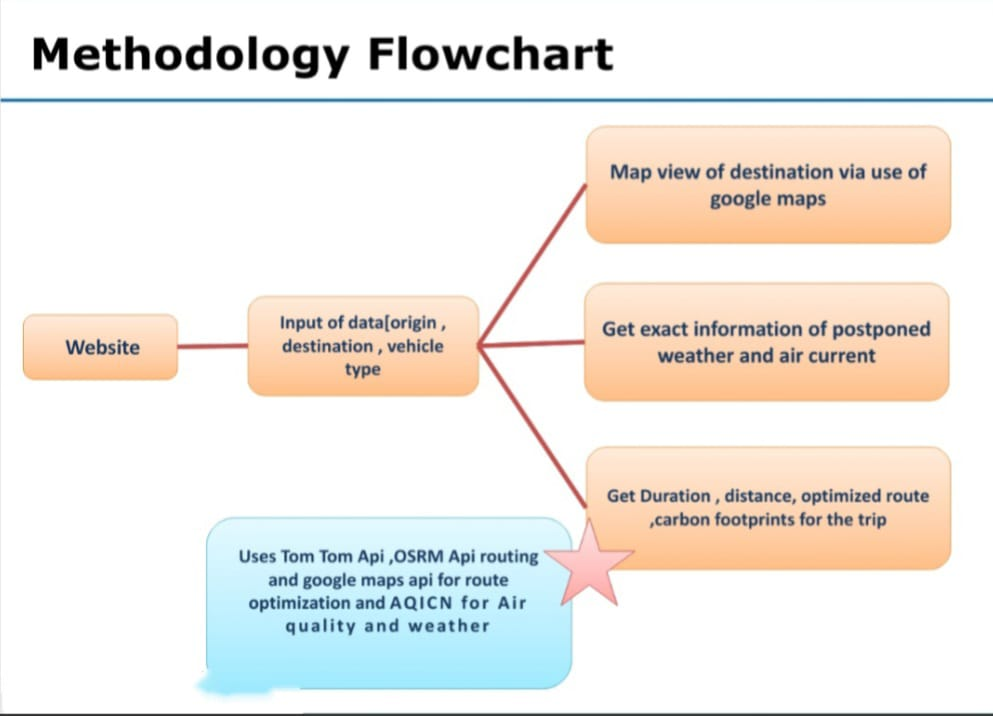 Methodology Flowchart
Map view of destination via use of
google maps
Website
Input of data[origin ,
destination , vehicle
type
Get exact information of postponed
weather and air current
Get Duration , distance, optimized route
,carbon footprints for the trip
Uses Tom Tom Api ,OSRM Api routing
and google maps api for route
optimization and AQICN for Air
quality and weather